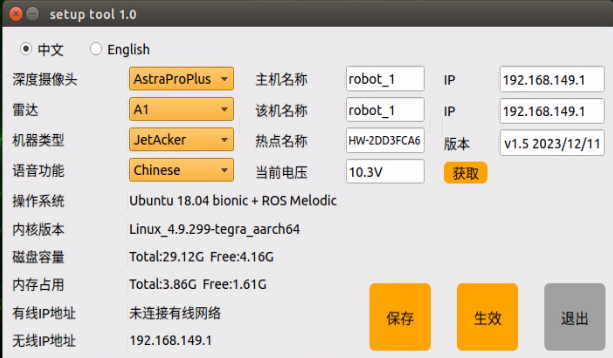 setup tool 1.0
中文 English
深度摄像头 AstraProPlus 主机名称 robot_1 IP 192.168.149.1
雷达 A1 该机名称 robot_1 IP 192.168.149.1
机器类型 JetAcker 热点名称 HW-2DD3FCA6 版本 v1.5 2023/12/11
语音功能 Chinese 当前电压 10.3V 获取
操作系统 Ubuntu 18.04 bionic + ROS Melodic
内核版本 Linux_4.9.299-tegra_aarch64
磁盘容量 Total:29.12G Free:4.16G
内存占用 Total:3.86G Free:1.61G
有线IP地址 未连接有线网络
无线IP地址 192.168.149.1
保存 生效 退出